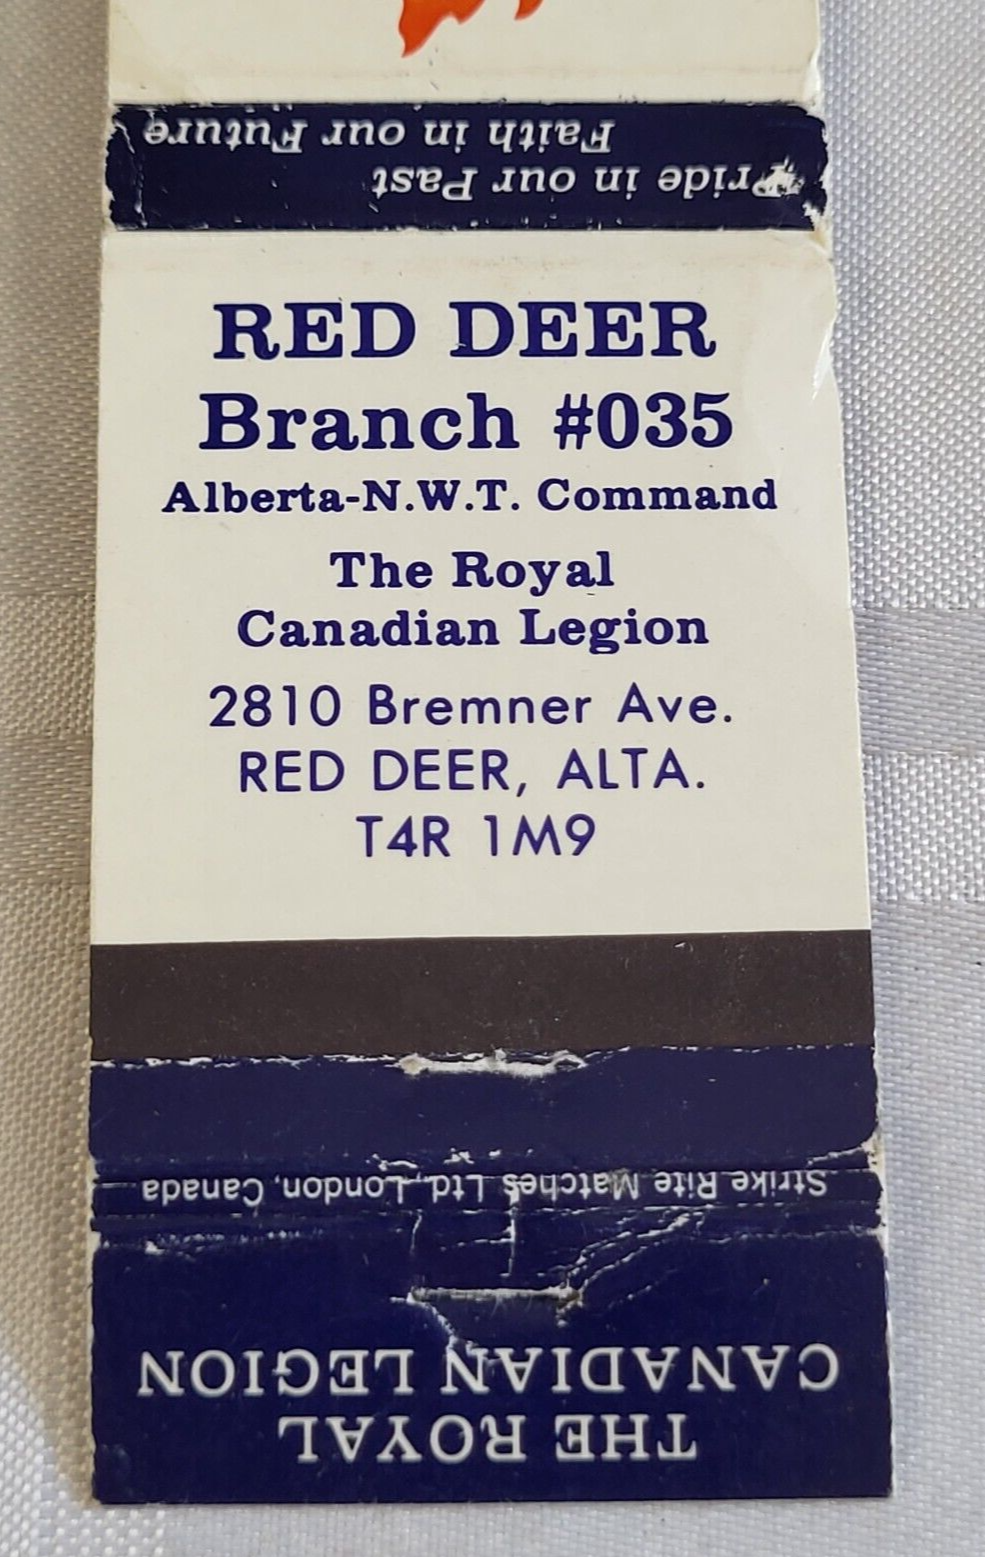 Pride in our Past
Faith in our Future
RED DEER
Branch #035
Alberta-N.W.T. Command
The Royal
Canadian Legion
2810 Bremner Ave.
RED DEER, ALTA.
T4R 1M9
Strike Rite Matches Ltd., London, Canada
THE ROYAL
CANADIAN LEGION